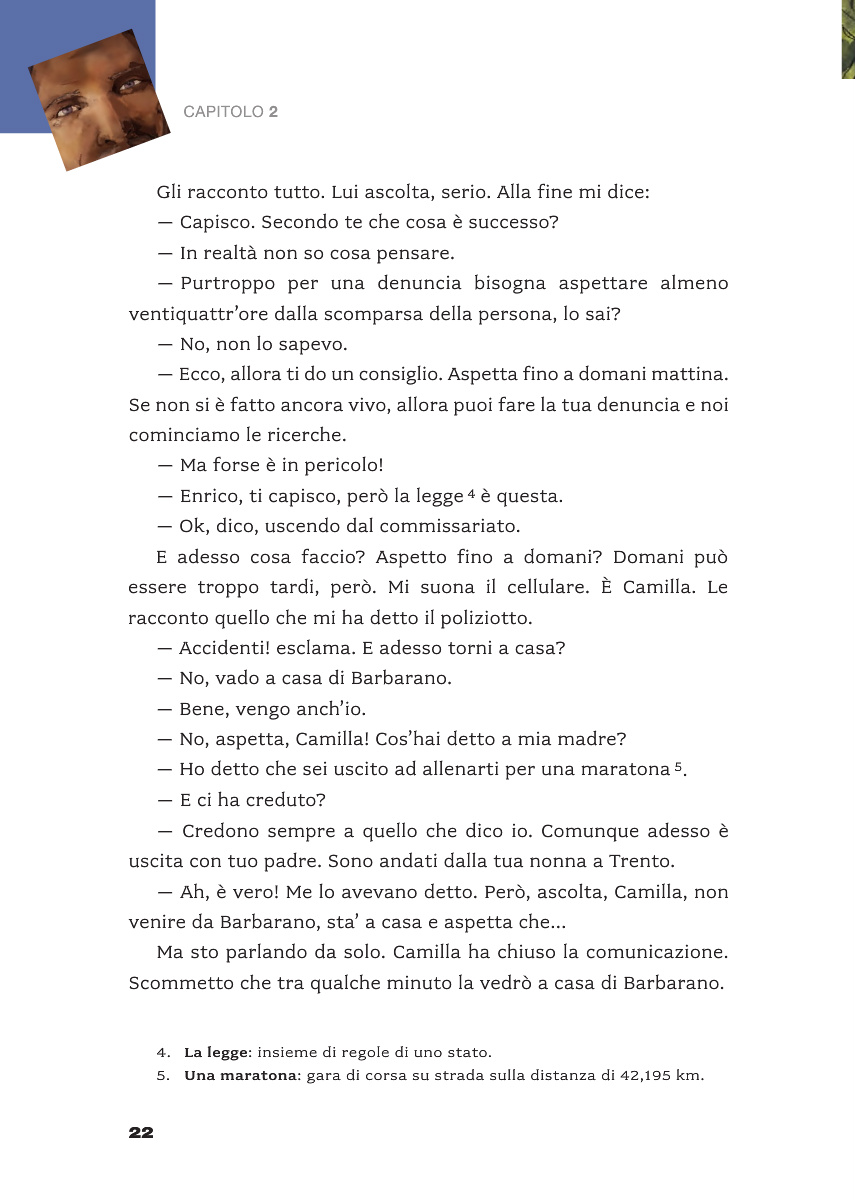 CAPITOLO 2
Gli racconto tutto. Lui ascolta, serio. Alla fine mi dice:
— Capisco. Secondo te che cosa è successo?
— In realtà non so cosa pensare.
— Purtroppo per una denuncia bisogna aspettare almeno
ventiquattr’ore dalla scomparsa della persona, lo sai?
— No, non lo sapevo.
— Ecco, allora ti do un consiglio. Aspetta fino a domani mattina.
Se non si è fatto ancora vivo, allora puoi fare la tua denuncia e noi
cominciamo le ricerche.
— Ma forse è in pericolo!
— Enrico, ti capisco, però la legge 4 è questa.
— Ok, dico, uscendo dal commissariato.
E adesso cosa faccio? Aspetto fino a domani? Domani può
essere troppo tardi, però. Mi suona il cellulare. È Camilla. Le
racconto quello che mi ha detto il poliziotto.
— Accidenti! esclama. E adesso torni a casa?
— No, vado a casa di Barbarano.
— Bene, vengo anch’io.
— No, aspetta, Camilla! Cos’hai detto a mia madre?
— Ho detto che sei uscito ad allenarti per una maratona 5.
— E ci ha creduto?
— Credono sempre a quello che dico io. Comunque adesso è
uscita con tuo padre. Sono andati dalla tua nonna a Trento.
— Ah, è vero! Me lo avevano detto. Però, ascolta, Camilla, non
venire da Barbarano, sta’ a casa e aspetta che...
Ma sto parlando da solo. Camilla ha chiuso la comunicazione.
Scommetto che tra qualche minuto la vedrò a casa di Barbarano.
4. La legge: insieme di regole di uno stato.
5. Una maratona: gara di corsa su strada sulla distanza di 42,195 km.
22